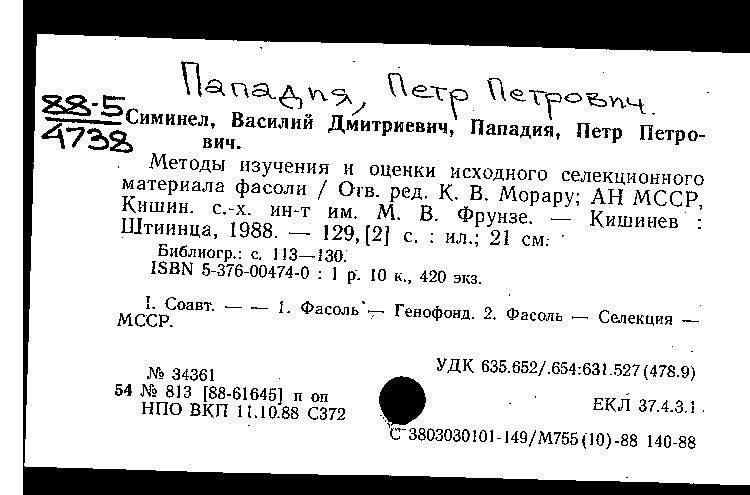 Пападия, Петр Петрович.
88-5
4738
Симинел, Василий Дмитриевич, Пападия, Петр Петро-
вич.
Методы изучения и оценки исходного селекционного
материала фасоли / Отв. ред. К. В. Морару; АН МССР,
Кишин. с.-х. ин-т им. М. В. Фрунзе. — Кишинев :
Штиинца, 1988. — 129, [2] с. : ил.; 21 см.
Библиогр.: с. 113—130.
ISBN 5-376-00474-0 : 1 р. 10 к., 420 экз.
I. Соавт. — — 1. Фасоль — Генофонд. 2. Фасоль — Селекция —
МССР.
УДК 635.652/.654:631.527(478.9)
№ 34361
54 № 813 [88-61645] п оп
ЕКЛ 37.4.3.1
НПО ВКП 11.10.88 С372
С 3803030101-149/М755(10)-88 140-88